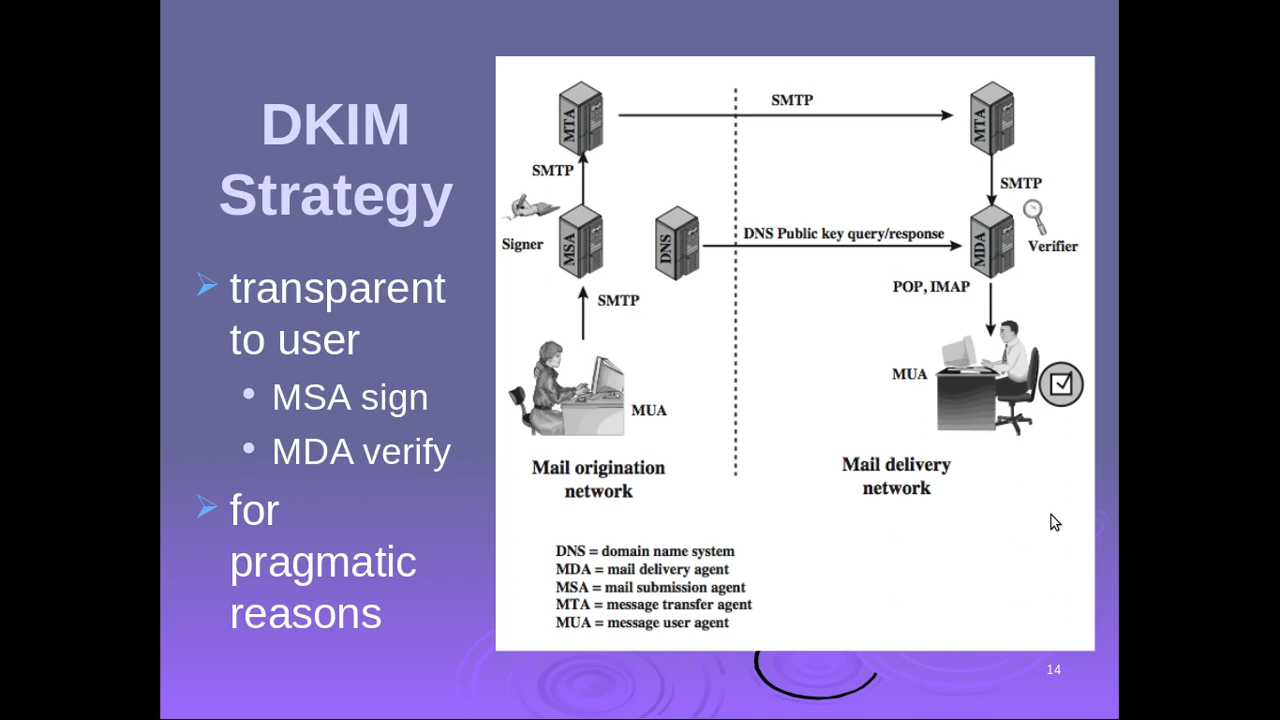 DKIM
Strategy
transparent
to user
MSA sign
MDA verify
for
pragmatic
reasons
SMTP
MTA
MTA
SMTP
SMTP
Signer
MSA
DNS
DNS Public key query/response
MDA
Verifier
SMTP
POP, IMAP
MUA
MUA
Mail origination
network
Mail delivery
network
DNS = domain name system
MDA = mail delivery agent
MSA = mail submission agent
MTA = message transfer agent
MUA = message user agent
14